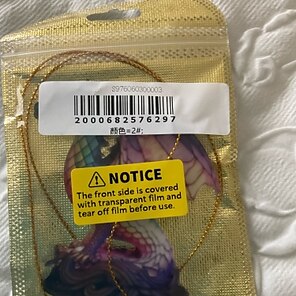 8976060300003
2000682576297
颜色=2#;
⚠ NOTICE
The front side is covered
with transparent film and
tear off film before use.